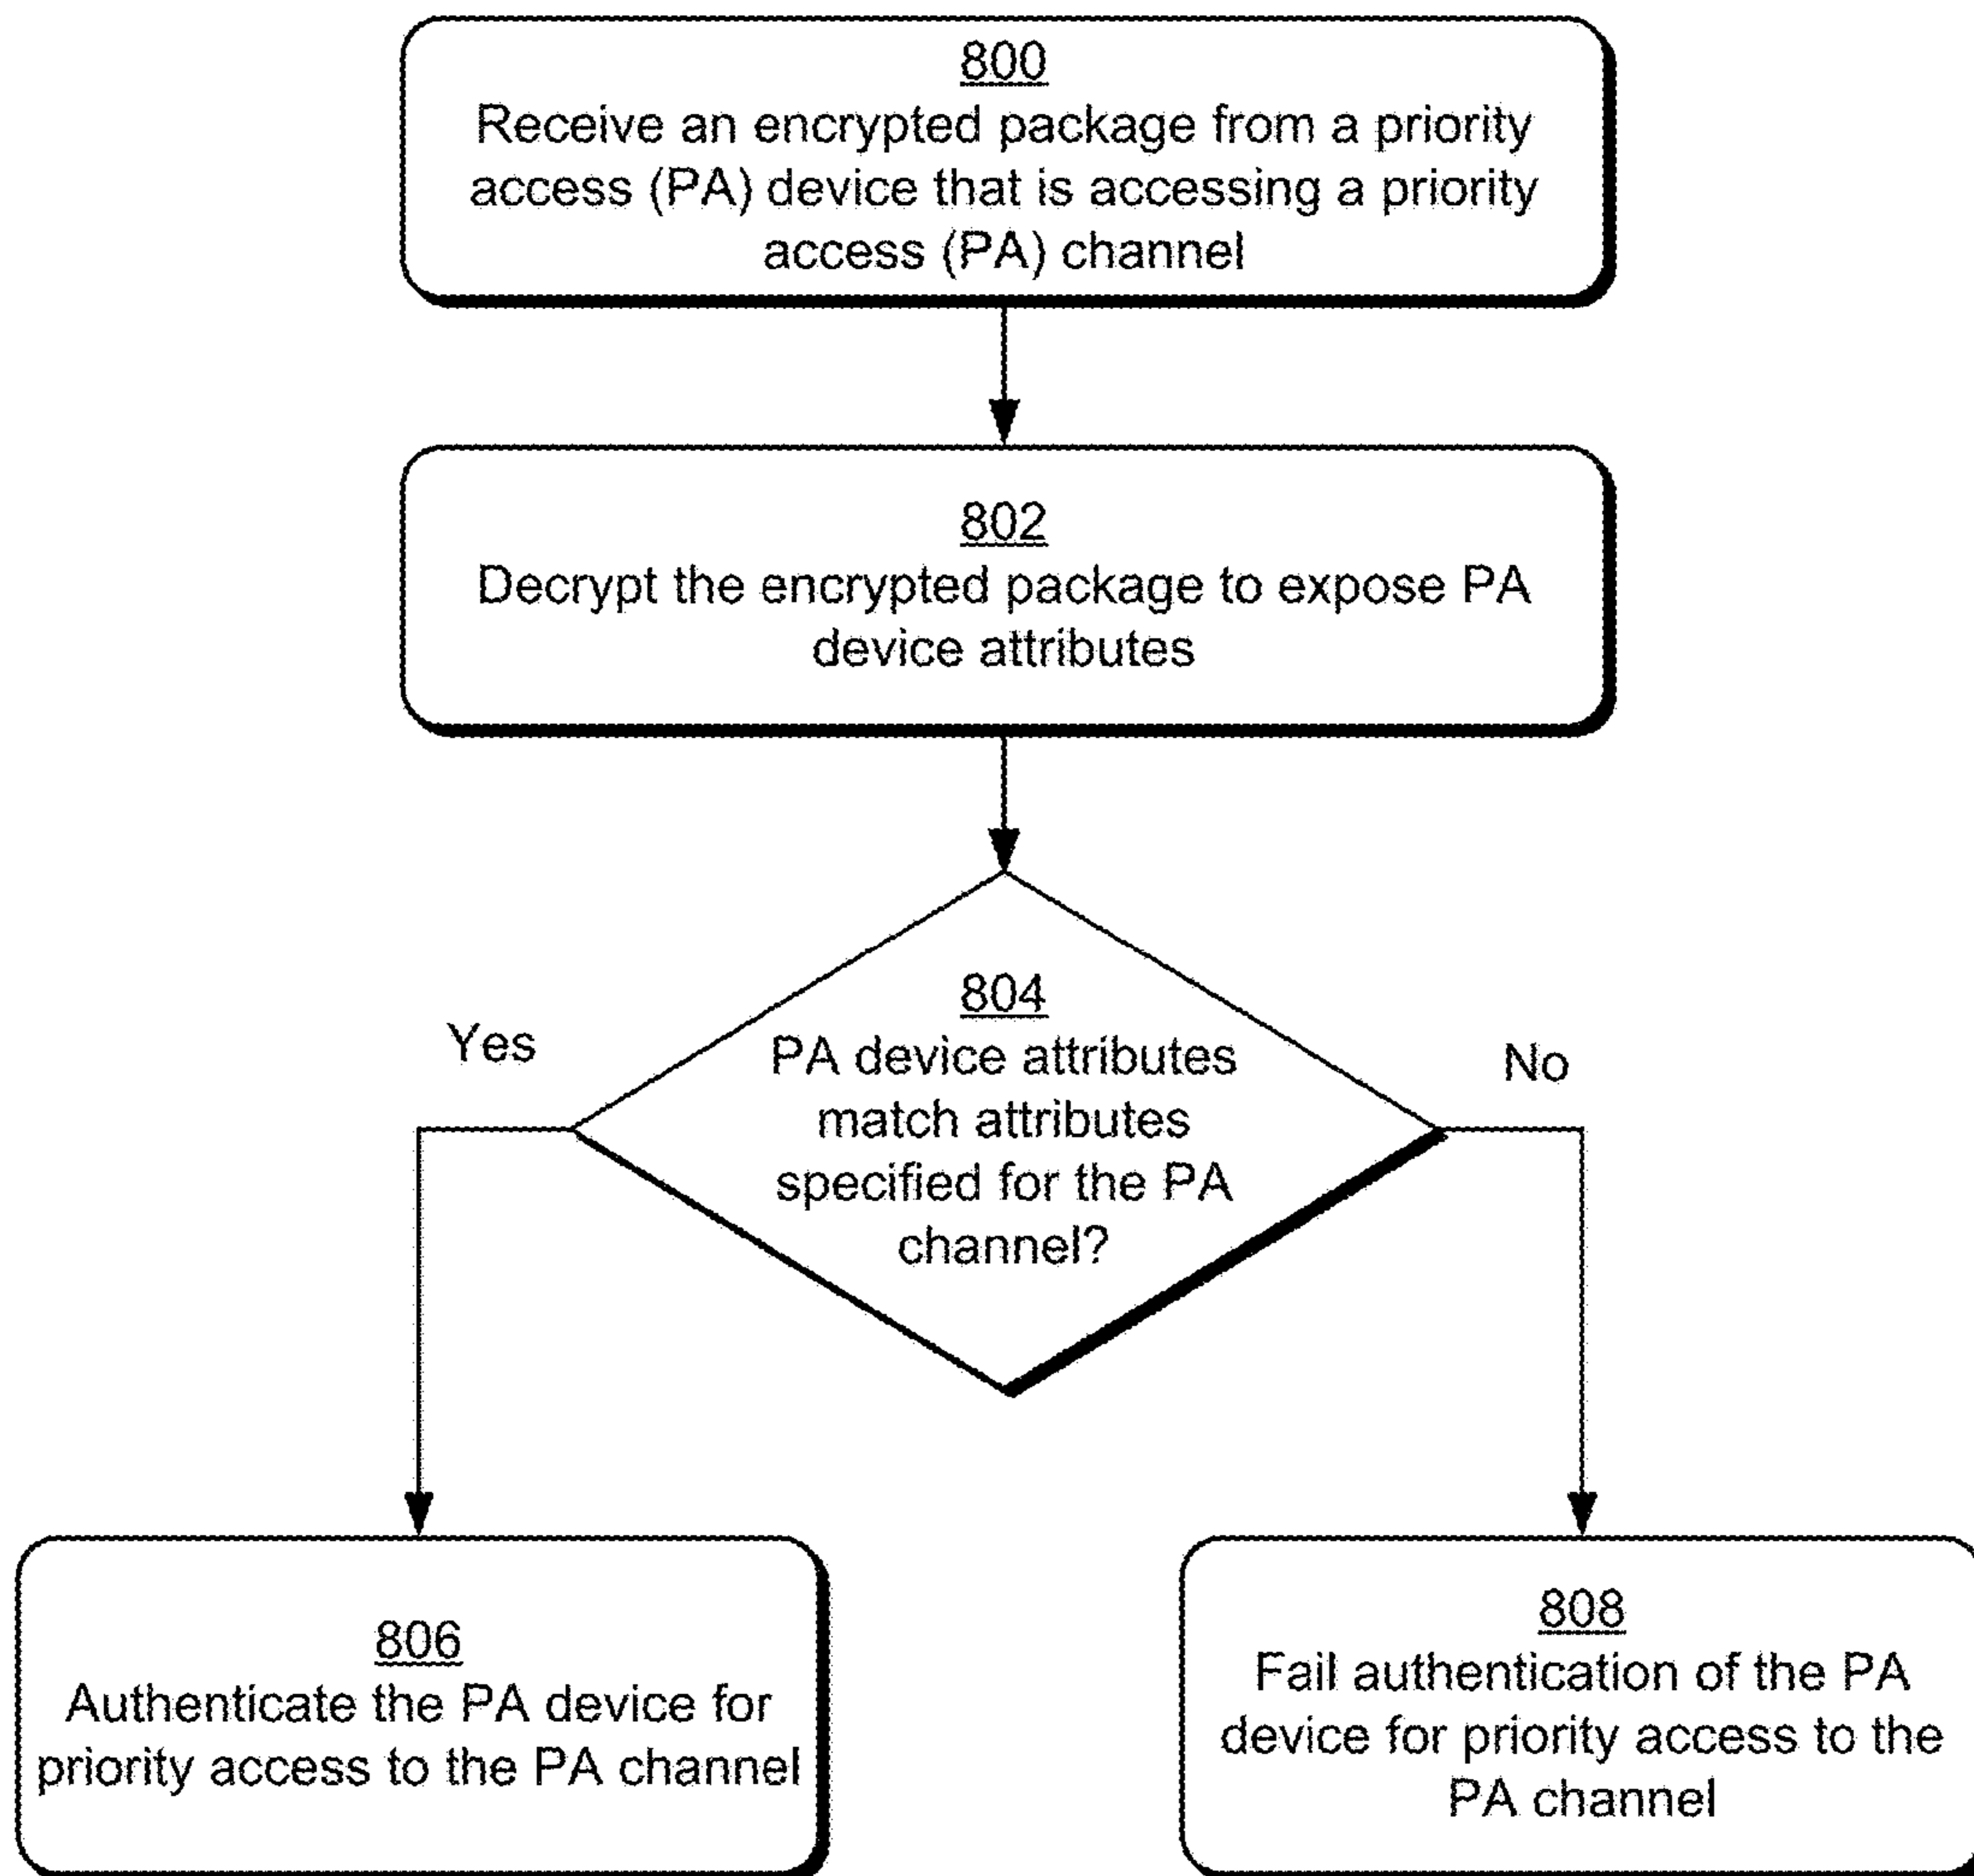 800
Receive an encrypted package from a priority
access (PA) device that is accessing a priority
access (PA) channel
802
Decrypt the encrypted package to expose PA
device attributes
804
PA device attributes
match attributes
specified for the PA
channel?
Yes
No
806
Authenticate the PA device for
priority access to the PA channel
808
Fail authentication of the PA
device for priority access to the
PA channel